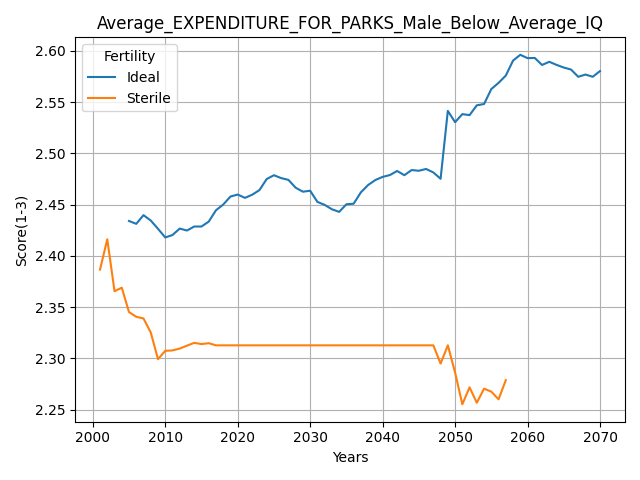 Average_EXPENDITURE_FOR_PARKS_Male_Below_Average_IQ
Fertility
Ideal
Sterile
Score(1-3)
2.60
2.55
2.50
2.45
2.40
2.35
2.30
2.25
2000 2010 2020 2030 2040 2050 2060 2070
Years